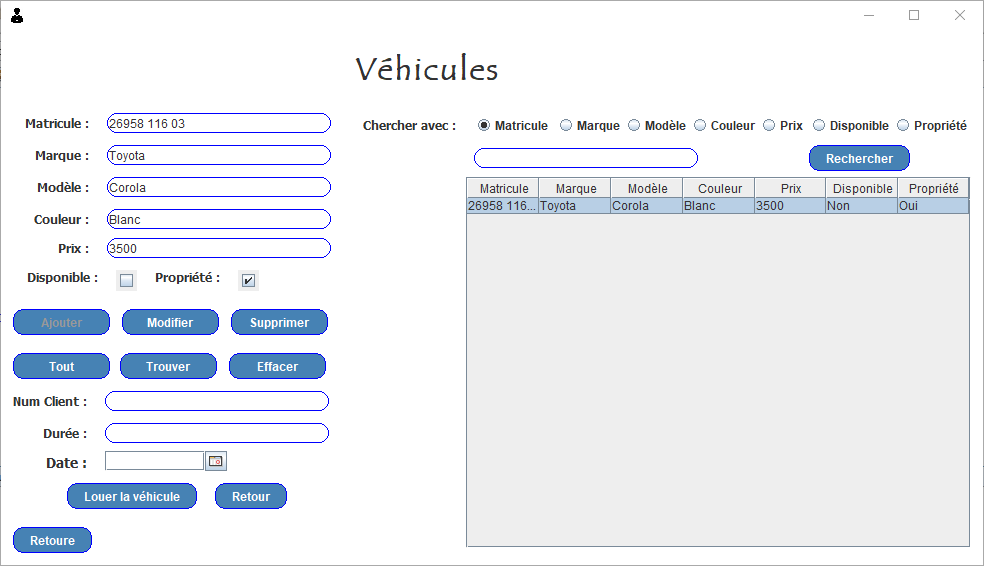 Véhicules
Matricule : 26958 116 03
Marque : Toyota
Modèle : Corola
Couleur : Blanc
Prix : 3500
Disponible : Propriété :
Ajouter Modifier Supprimer
Tout Trouver Effacer
Num Client :
Durée :
Date :
Louer la véhicule Retour
Retoure
Chercher avec : Matricule Marque Modèle Couleur Prix Disponible Propriété
Rechercher
Matricule Marque Modèle Couleur Prix Disponible Propriété
26958 116... Toyota Corola Blanc 3500 Non Oui